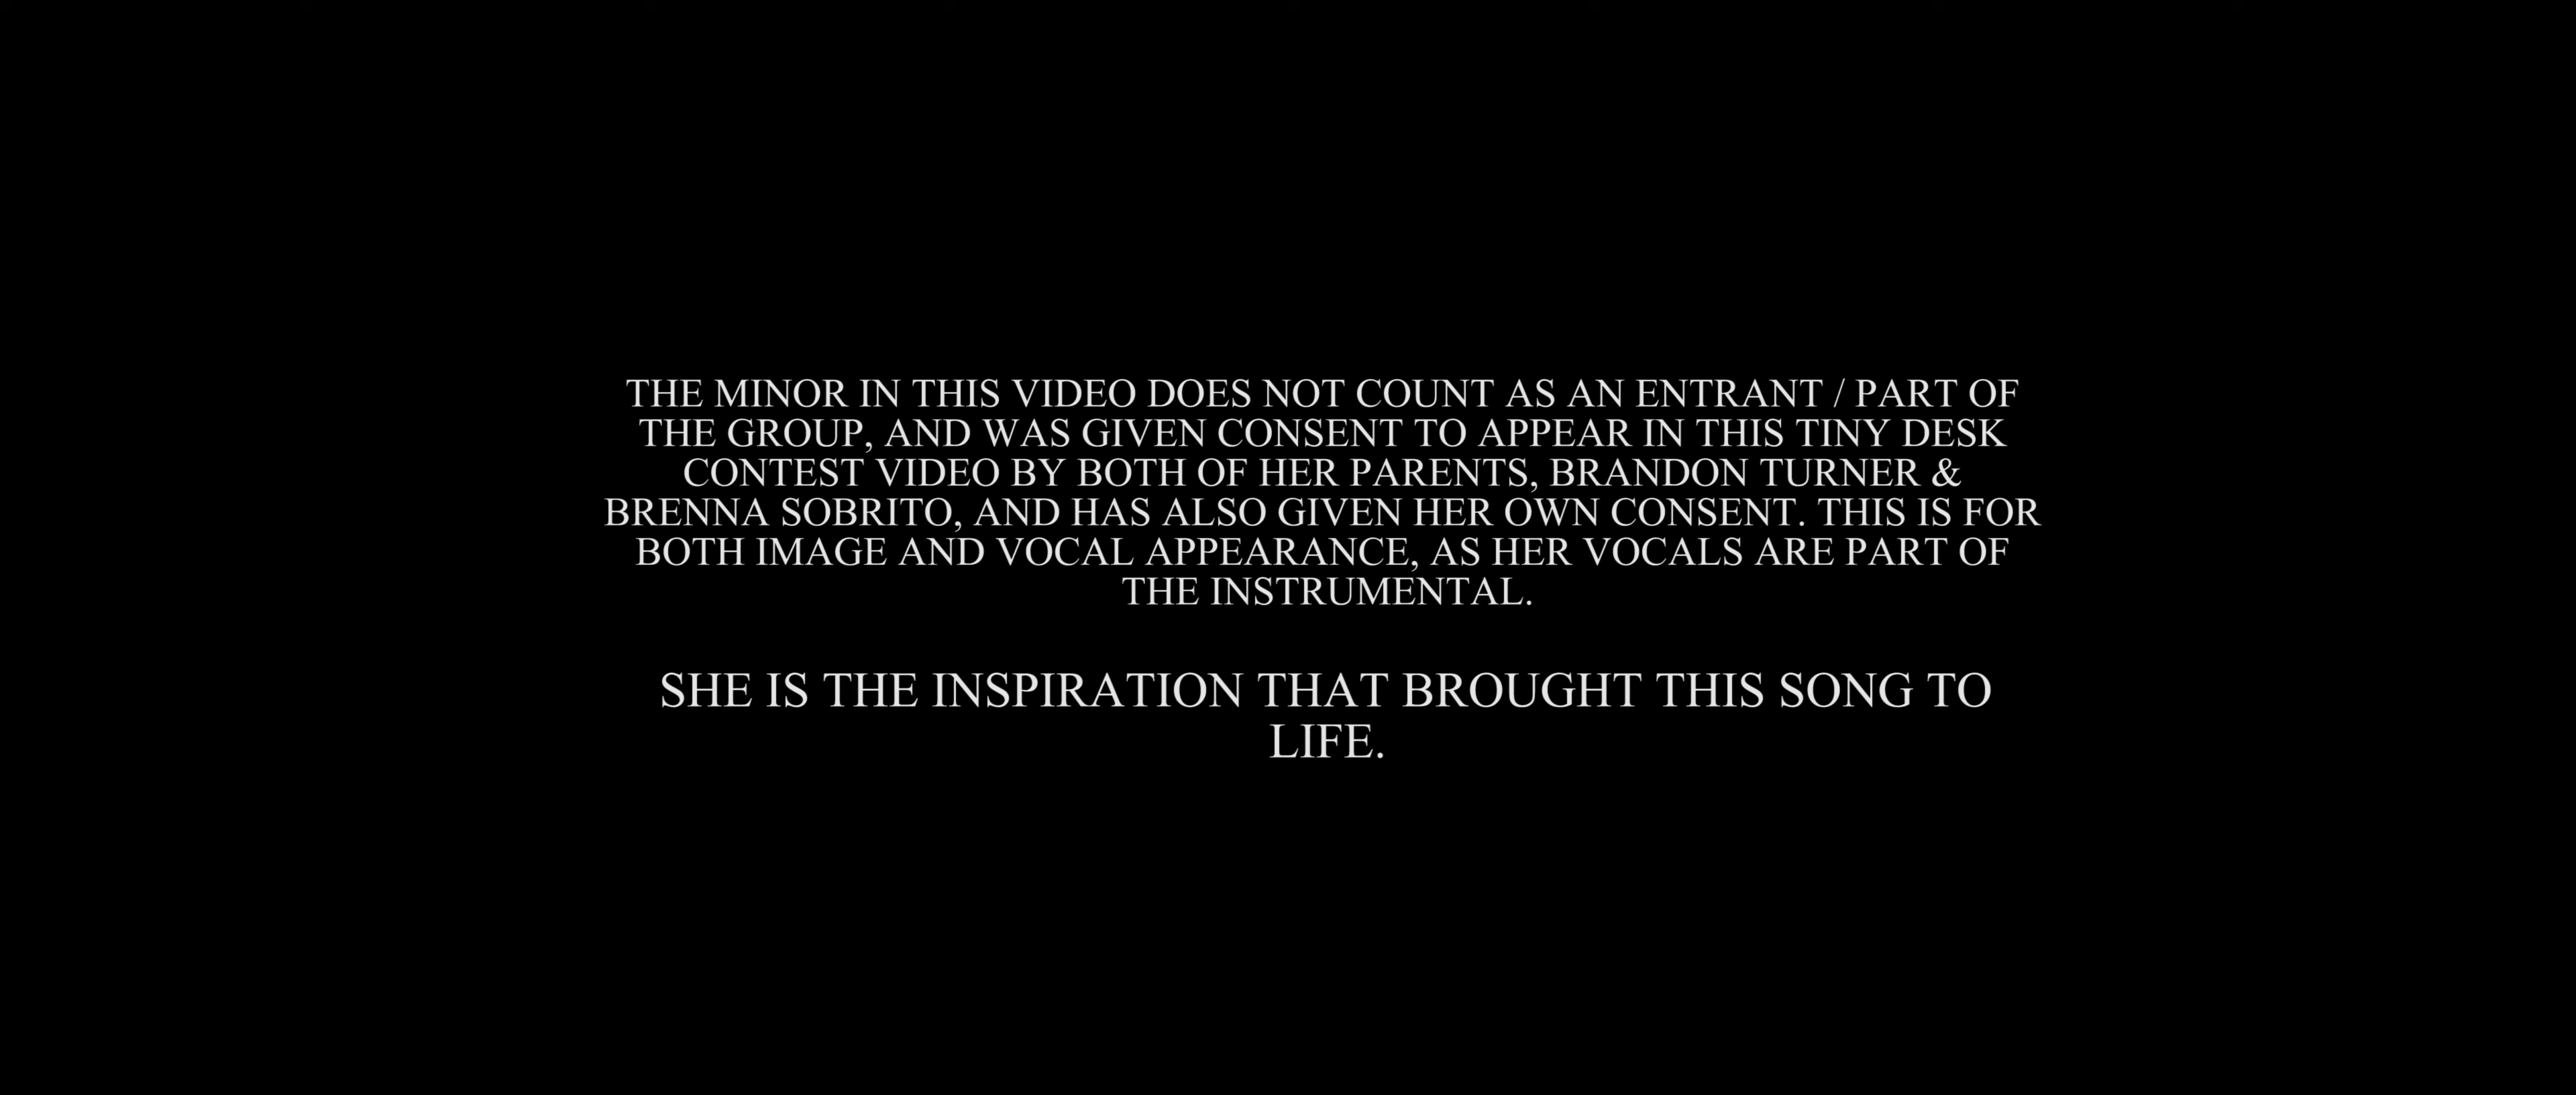 THE MINOR IN THIS VIDEO DOES NOT COUNT AS AN ENTRANT / PART OF
THE GROUP, AND WAS GIVEN CONSENT TO APPEAR IN THIS TINY DESK
CONTEST VIDEO BY BOTH OF HER PARENTS, BRANDON TURNER &
BRENNA SOBRITO, AND HAS ALSO GIVEN HER OWN CONSENT. THIS IS FOR
BOTH IMAGE AND VOCAL APPEARANCE, AS HER VOCALS ARE PART OF
THE INSTRUMENTAL.
SHE IS THE INSPIRATION THAT BROUGHT THIS SONG TO
LIFE.